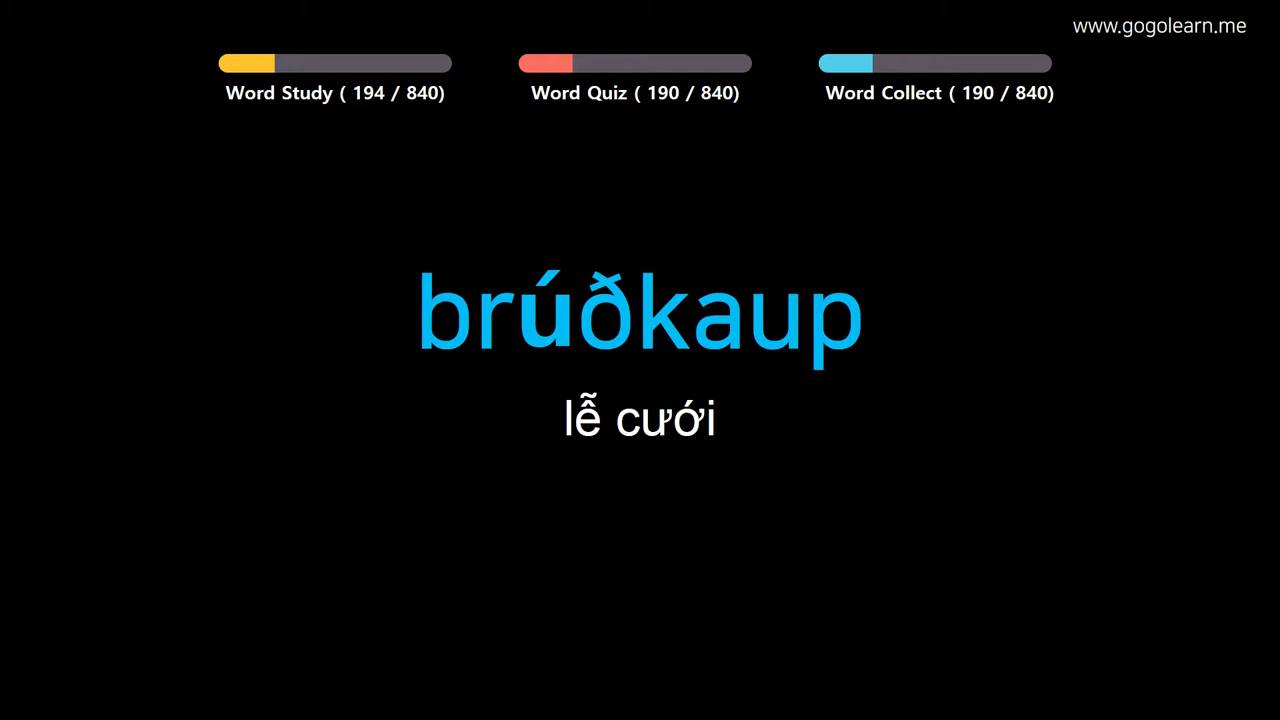 www.gogolearn.me
Word Study ( 194 / 840)
Word Quiz ( 190 / 840)
Word Collect ( 190 / 840)
brúðkaup
lễ cưới